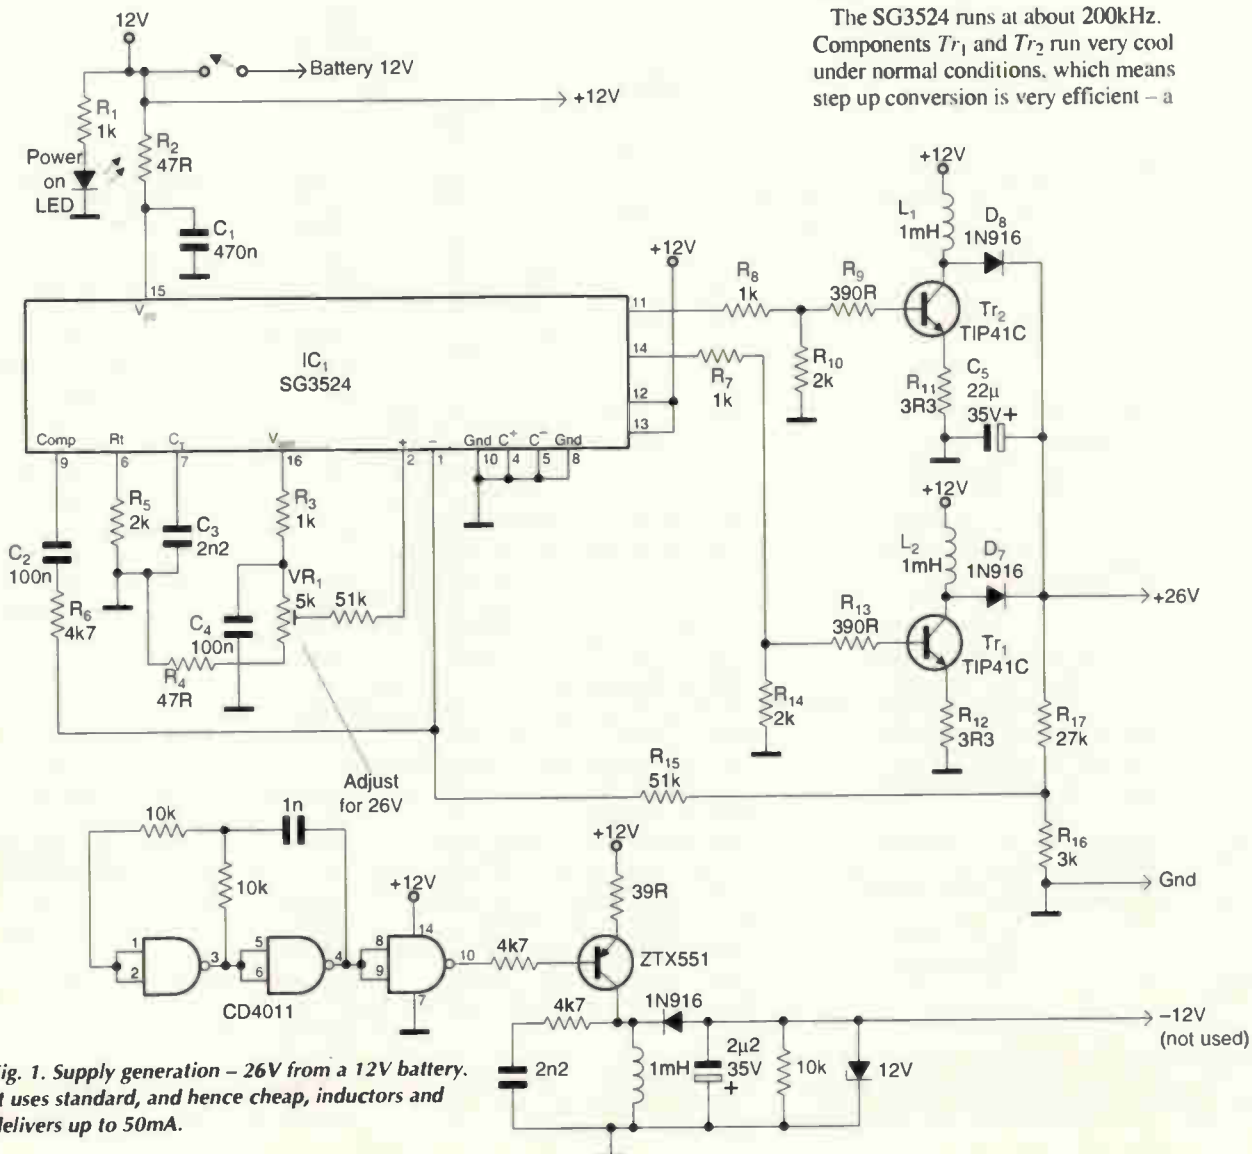 The SG3524 runs at about 200kHz.
Components Tr1 and Tr2 run very cool
under normal conditions, which means
step up conversion is very efficient – a
12V
Battery 12V
+12V
R1
1k
Power
on
LED
R2
47R
C1
470n
15
IC1
SG3524
11
14
12
13
+12V
R8
1k
R9
390R
R7
1k
R10
2k
+12V
L1
1mH
D8
1N916
Tr2
TIP41C
R11
3R3
C5
22μ
35V+
Comp
9
Rt
6
CT
7
16
+
2
–
1
Gnd
10
C+
4
C–
5
Gnd
8
R5
2k
C3
2n2
R3
1k
C2
100n
R6
4k7
VR1
5k
51k
C4
100n
R4
47R
Adjust
for 26V
+12V
L2
1mH
D7
1N916
+26V
R13
390R
Tr1
TIP41C
R14
2k
R12
3R3
R17
27k
R15
51k
R16
3k
Gnd
10k
1n
10k
+12V
14
1
2
3
5
6
4
8
9
10
7
CD4011
4k7
+12V
39R
ZTX551
4k7
1N916
2n2
1mH
2μ2
35V
+
10k
12V
–12V
(not used)
ig. 1. Supply generation – 26V from a 12V battery.
t uses standard, and hence cheap, inductors and
delivers up to 50mA.